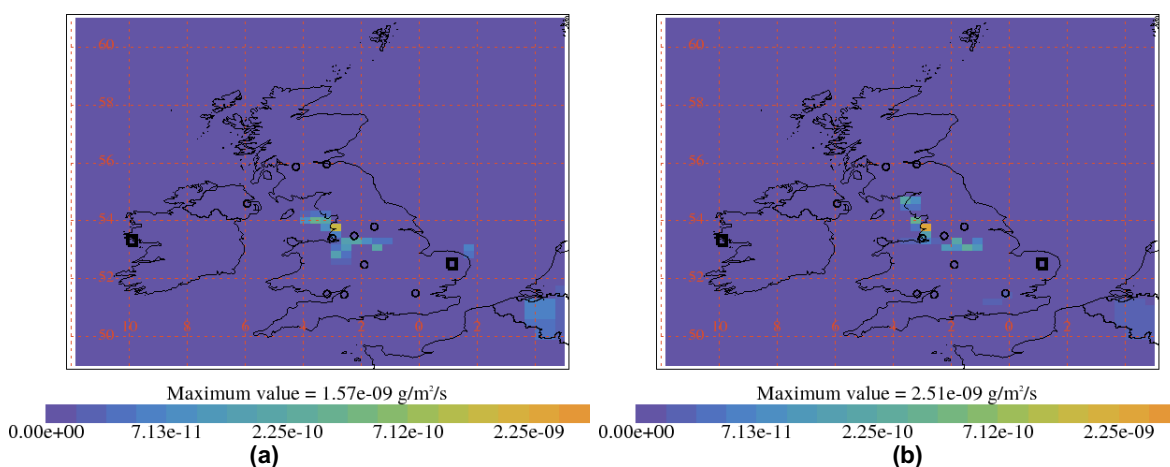 60
58
56
54
52
10 8 6 4 2 0 2
50
Maximum value = 1.57e-09 g/m²/s
0.00e+00 7.13e-11 2.25e-10 7.12e-10 2.25e-09
(a)
60
58
56
54
52
10 8 6 4 2 0 2
50
Maximum value = 2.51e-09 g/m²/s
0.00e+00 7.13e-11 2.25e-10 7.12e-10 2.25e-09
(b)